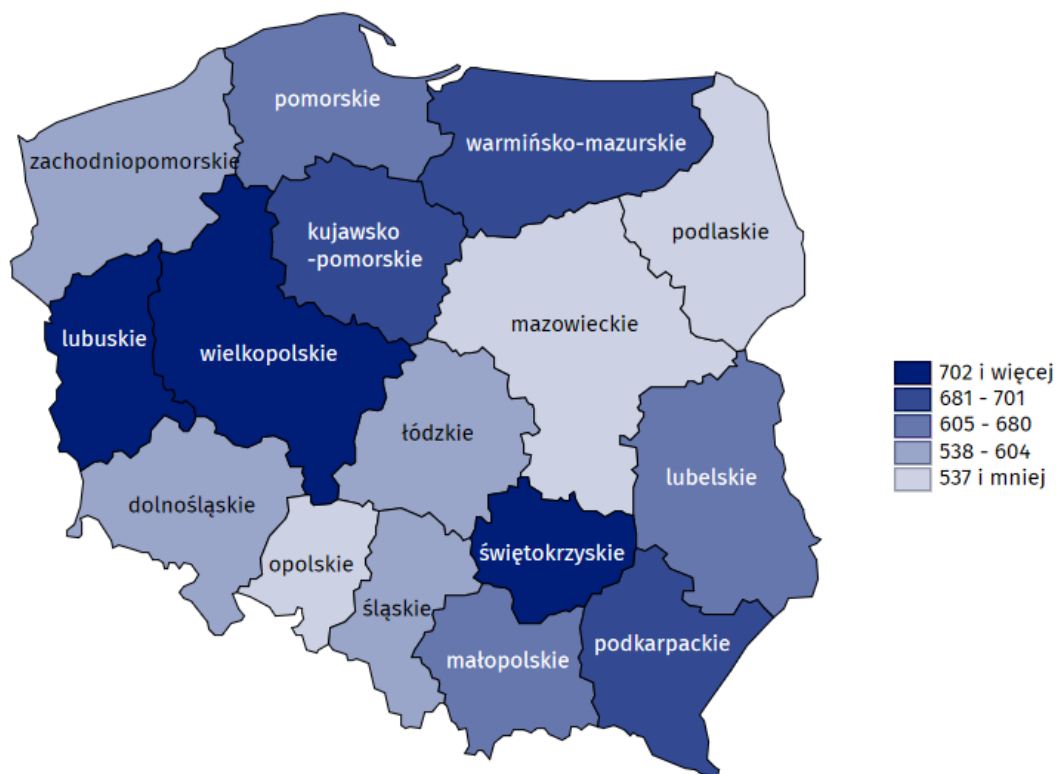 pomorskie
warmińsko-mazurskie
zachodniopomorskie
podlaskie
kujawsko
-pomorskie
mazowieckie
lubuskie
wielkopolskie
łódzkie
lubelskie
dolnośląskie
opolskie
świętokrzyskie
śląskie
małopolskie
podkarpackie
702 i więcej
681 - 701
605 - 680
538 - 604
537 i mniej